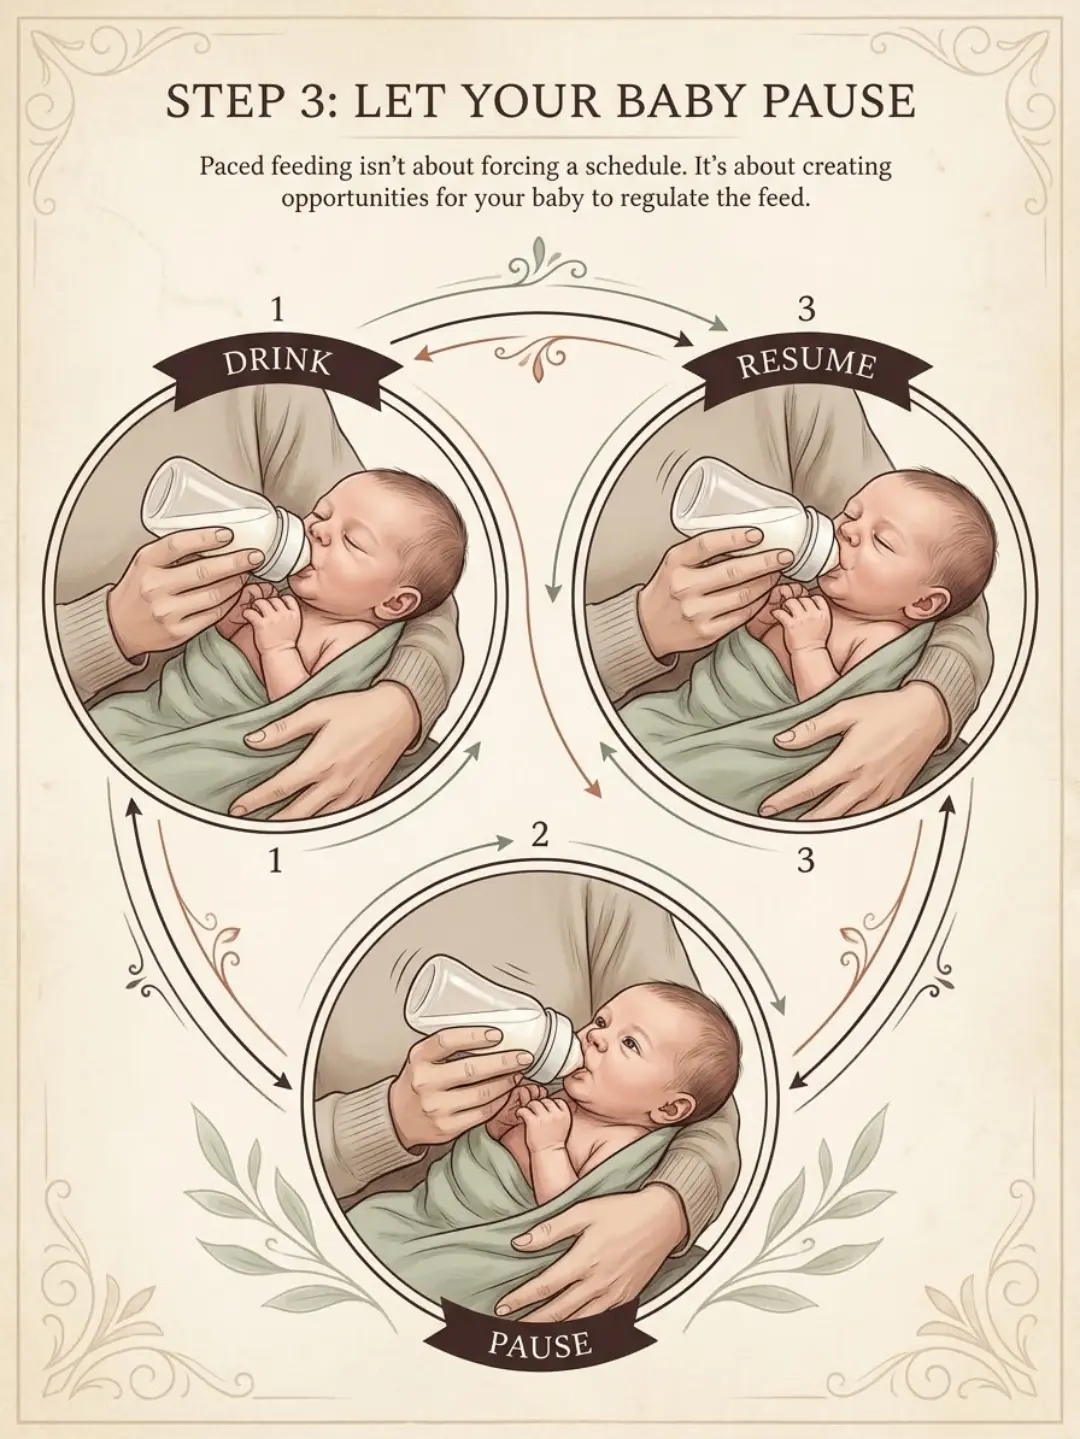 STEP 3: LET YOUR BABY PAUSE
Paced feeding isn’t about forcing a schedule. It’s about creating
opportunities for your baby to regulate the feed.
1
DRINK
3
RESUME
1
2
3
PAUSE